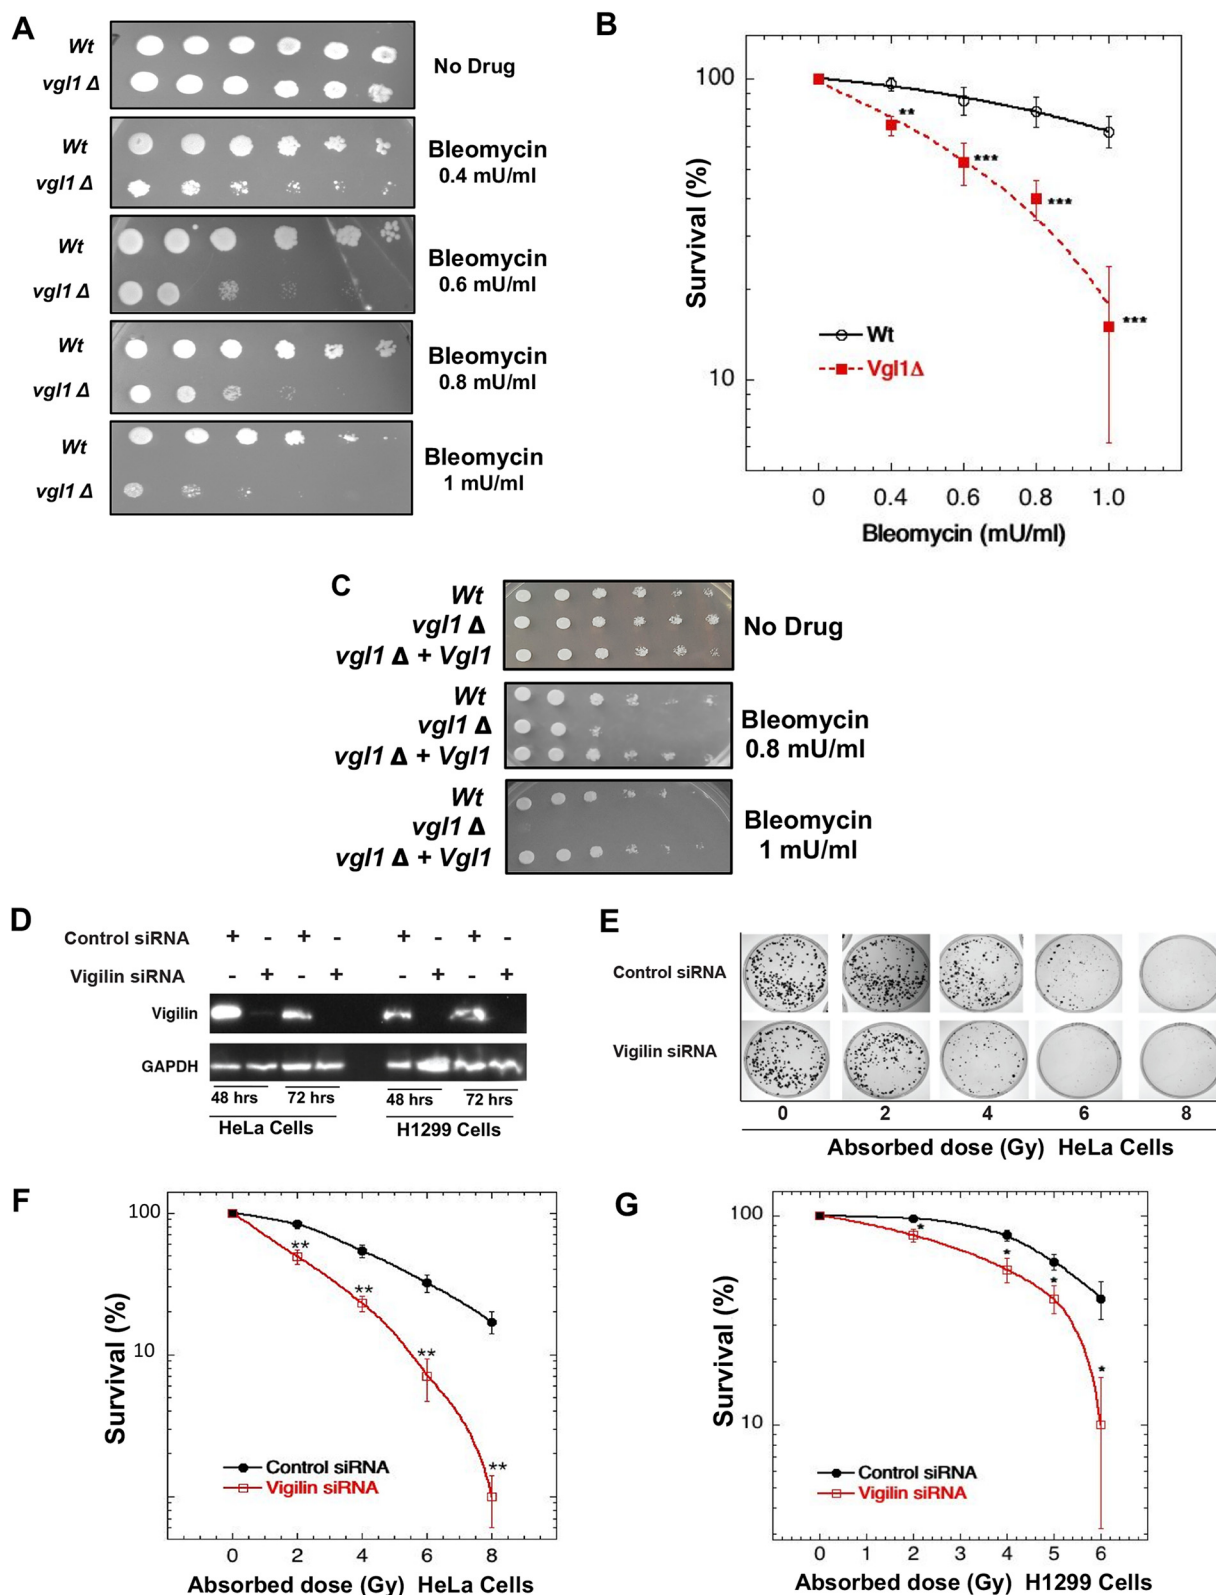 A
Wt
vgl1 Δ
No Drug
Wt
vgl1 Δ
Bleomycin
0.4 mU/ml
Wt
vgl1 Δ
Bleomycin
0.6 mU/ml
Wt
vgl1 Δ
Bleomycin
0.8 mU/ml
Wt
vgl1 Δ
Bleomycin
1 mU/ml
B
100
10
Survival (%)
**
***
***
***
Wt
Vgl1Δ
0 0.4 0.6 0.8 1.0
Bleomycin (mU/ml)
C
Wt
vgl1 Δ
vgl1 Δ + Vgl1
No Drug
Wt
vgl1 Δ
vgl1 Δ + Vgl1
Bleomycin
0.8 mU/ml
Wt
vgl1 Δ
vgl1 Δ + Vgl1
Bleomycin
1 mU/ml
D
Control siRNA + - + - + - + -
Vigilin siRNA - + - + - + - +
Vigilin
GAPDH
48 hrs 72 hrs 48 hrs 72 hrs
HeLa Cells H1299 Cells
E
Control siRNA
Vigilin siRNA
0 2 4 6 8
Absorbed dose (Gy) HeLa Cells
F
100
10
Survival (%)
**
**
**
**
Control siRNA
Vigilin siRNA
0 2 4 6 8
Absorbed dose (Gy) HeLa Cells
G
100
10
Survival (%)
*
*
*
*
Control siRNA
Vigilin siRNA
0 1 2 3 4 5 6
Absorbed dose (Gy) H1299 Cells